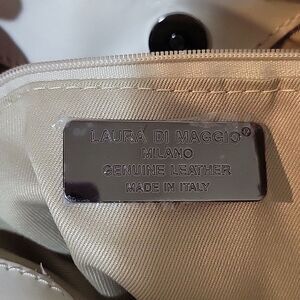 LAURA DI MAGGIO®
MILANO
GENUINE LEATHER
MADE IN ITALY